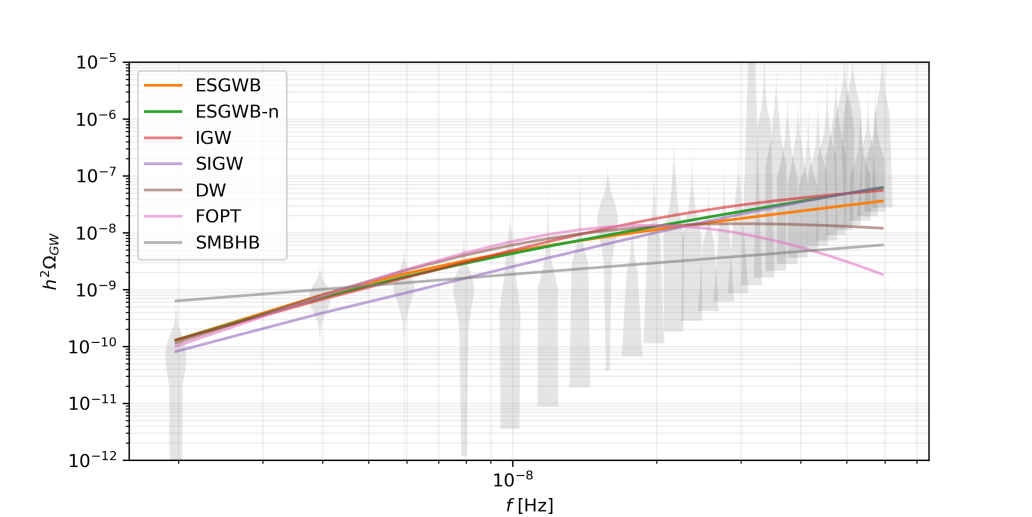 10⁻⁵
10⁻⁶
10⁻⁷
10⁻⁸
10⁻⁹
10⁻¹⁰
10⁻¹¹
10⁻¹²
h²Ω_GW
ESGWB
ESGWB-n
IGW
SIGW
DW
FOPT
SMBHB
10⁻⁸
f [Hz]